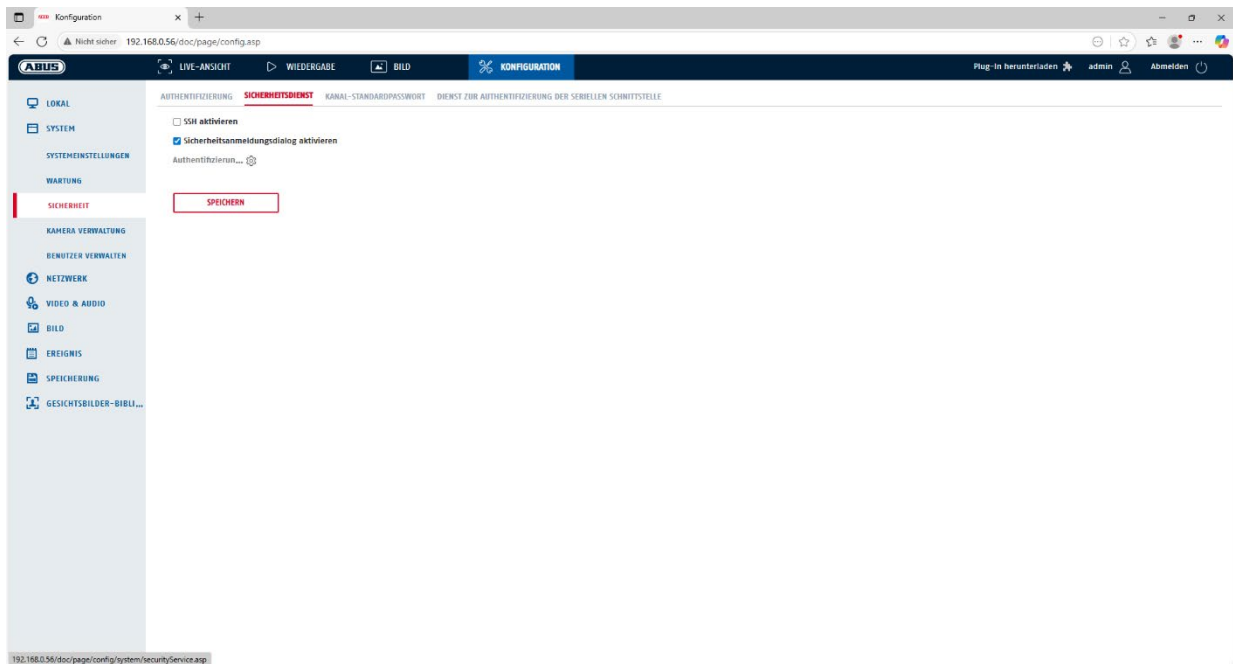 Konfiguration
Nicht sicher 192.168.0.56/doc/page/config.asp
ABUS LIVE-ANSICHT WIEDERGABE BILD KONFIGURATION Plug-In herunterladen admin Abmelden
AUTHENTIFIZIERUNG SICHERHEITSDIENST KANAL-STANDARDPASSWORT DIENST ZUR AUTHENTIFIZIERUNG DER SERIELLEN SCHNITTSTELLE
LOKAL
SYSTEM
SYSTEMEINSTELLUNGEN
WARTUNG
SICHERHEIT
KAMERA VERWALTUNG
BENUTZER VERWALTEN
NETZWERK
VIDEO & AUDIO
BILD
EREIGNIS
SPEICHERUNG
GESICHTSBILDER-BIBLI...
SSH aktivieren
Sicherheitsanmeldungsdialog aktivieren
Authentifizierun...
SPEICHERN
192.168.0.56/doc/page/config/system/securityService.asp